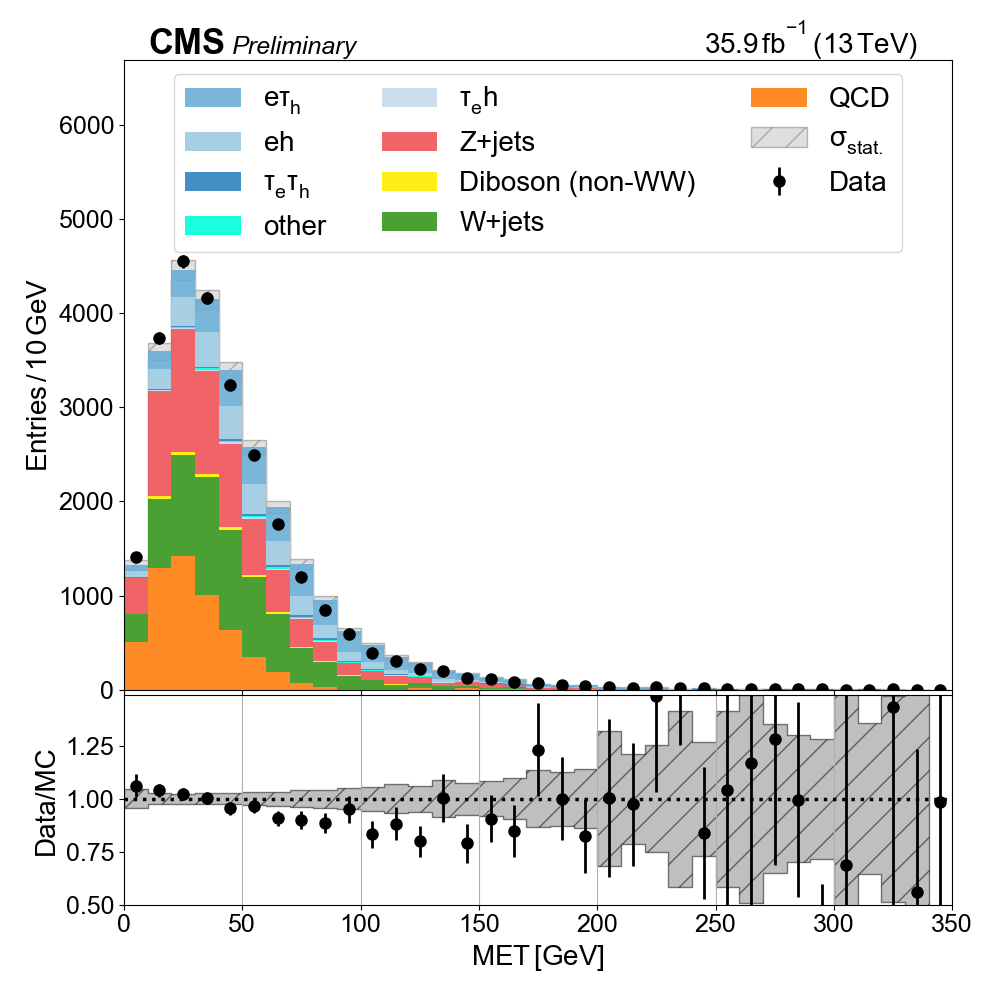 CMS Preliminary 35.9 fb⁻¹ (13 TeV)
eτh τeh QCD
eh Z+jets σstat.
τeτh Diboson (non-WW) Data
other W+jets
Entries / 10 GeV
6000
5000
4000
3000
2000
1000
0
Data/MC
1.25
1.00
0.75
0.50
0 50 100 150 200 250 300 350
MET [GeV]